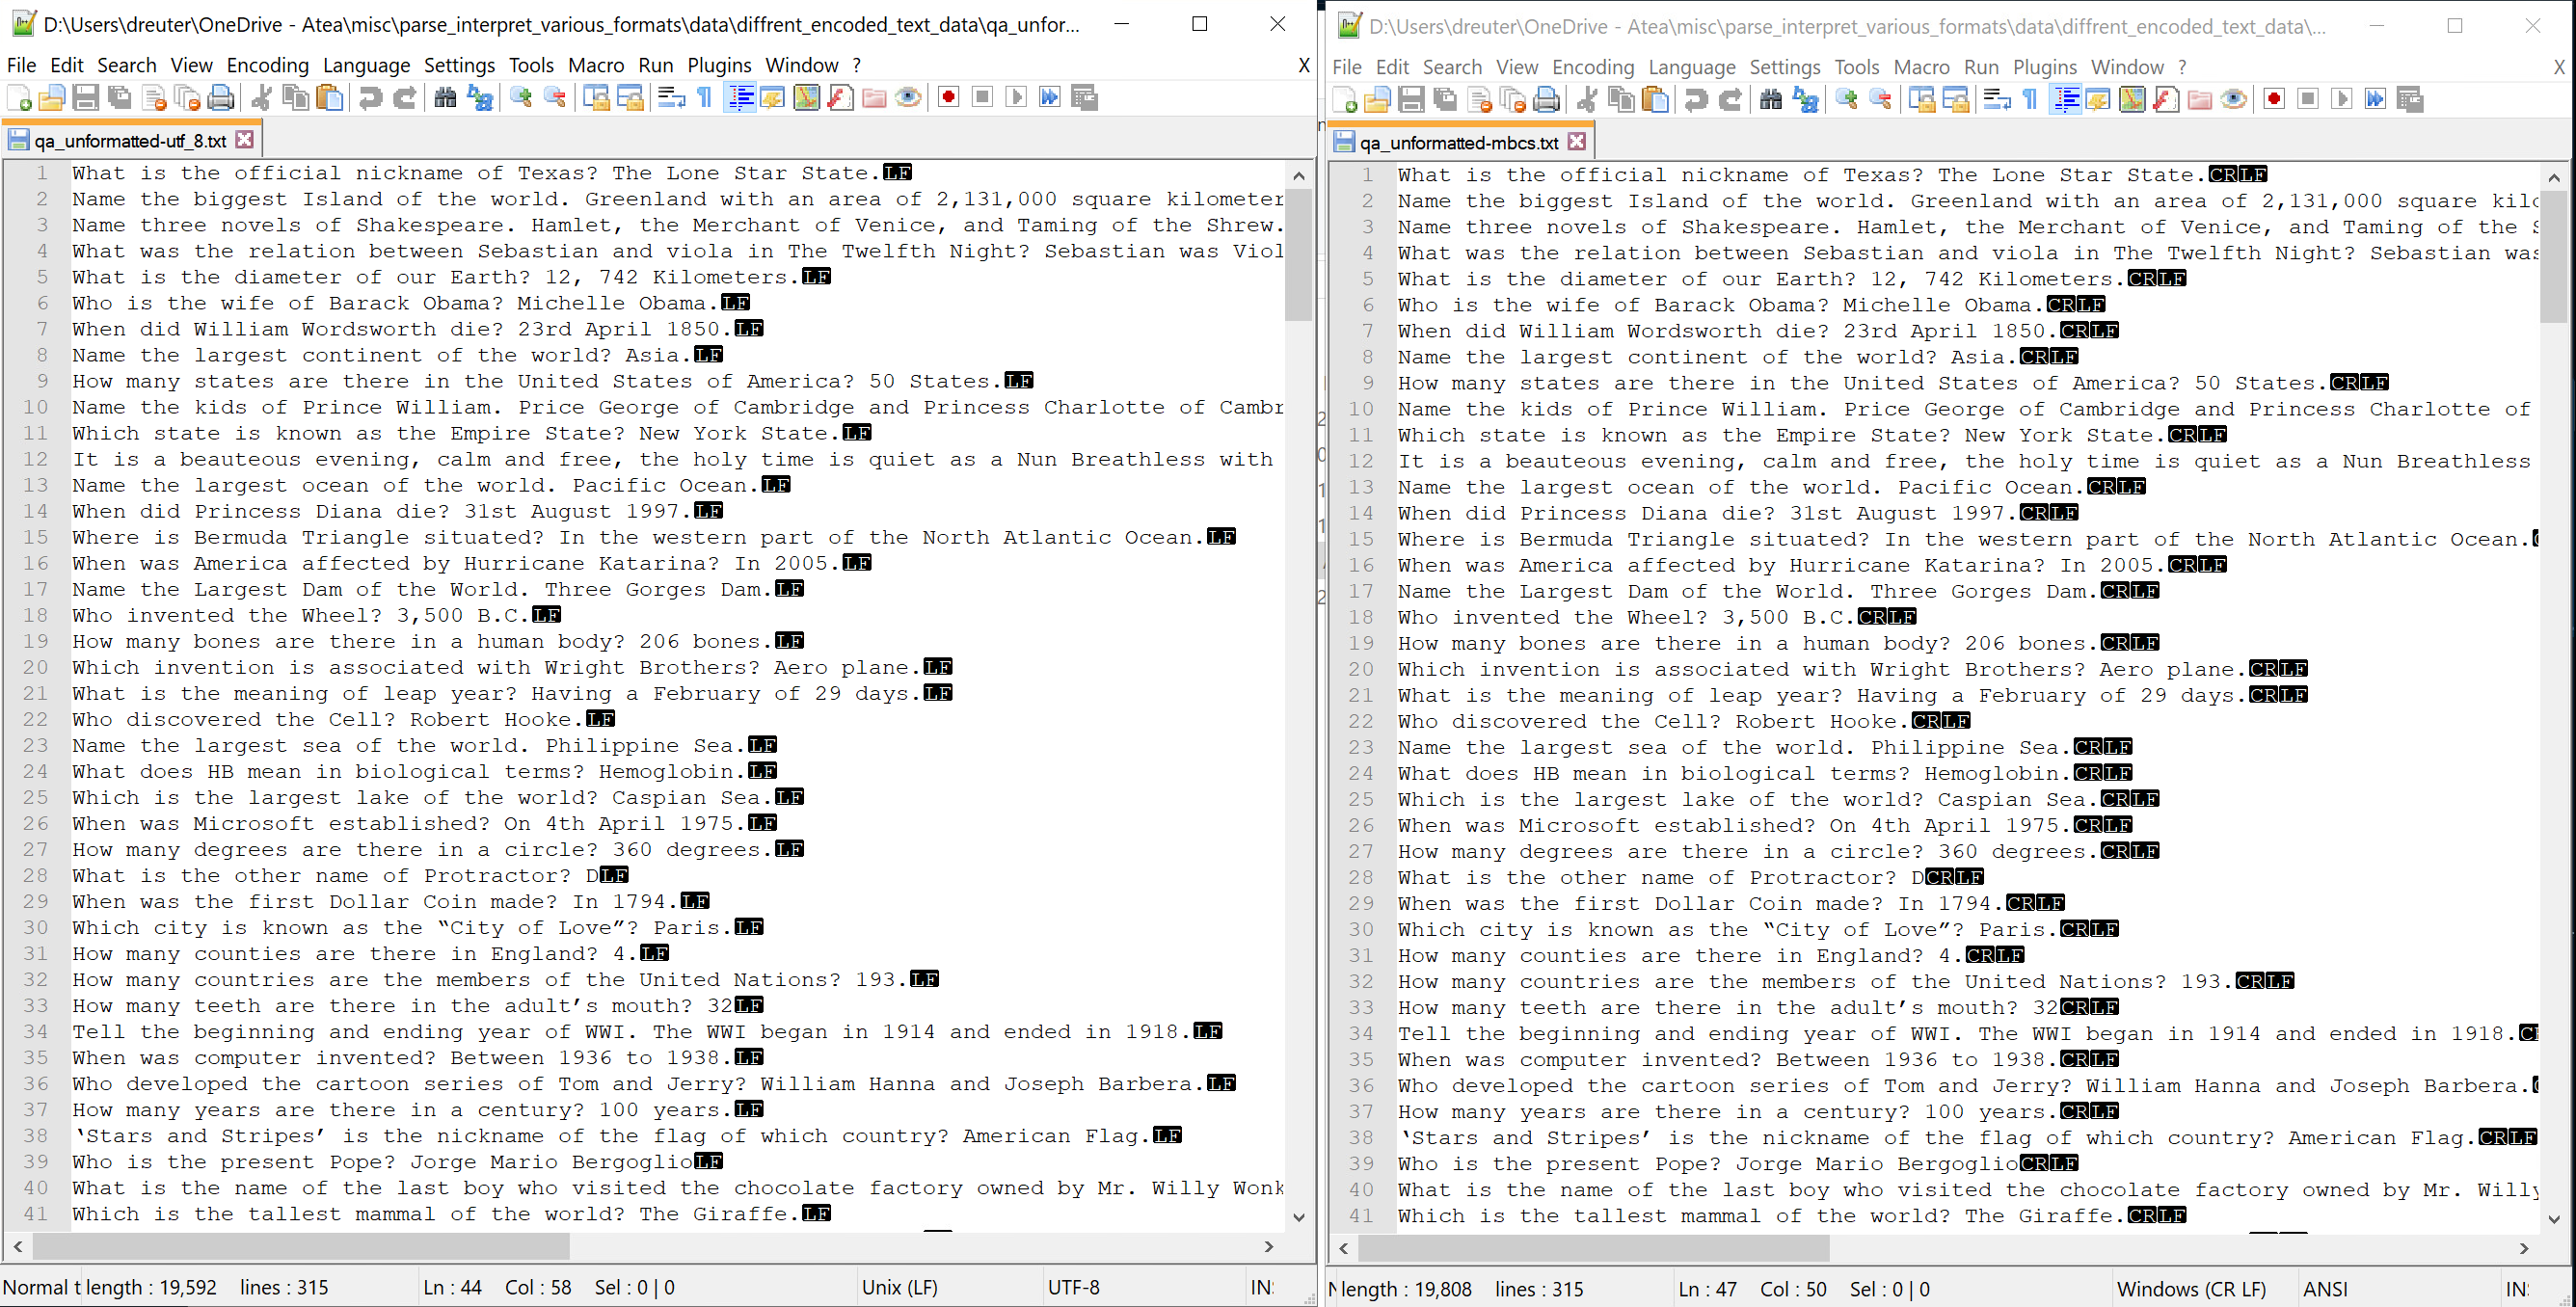 D:\Users\dreuter\OneDrive - Atea\misc\parse_interpret_various_formats\data\diffrent_encoded_text_data\qa_unfor...
File Edit Search View Encoding Language Settings Tools Macro Run Plugins Window ? X
qa_unformatted-utf_8.txt
1 What is the official nickname of Texas? The Lone Star State.LF
2 Name the biggest Island of the world. Greenland with an area of 2,131,000 square kilometer
3 Name three novels of Shakespeare. Hamlet, the Merchant of Venice, and Taming of the Shrew.
4 What was the relation between Sebastian and viola in The Twelfth Night? Sebastian was Viol
5 What is the diameter of our Earth? 12, 742 Kilometers.LF
6 Who is the wife of Barack Obama? Michelle Obama.LF
7 When did William Wordsworth die? 23rd April 1850.LF
8 Name the largest continent of the world? Asia.LF
9 How many states are there in the United States of America? 50 States.LF
10 Name the kids of Prince William. Price George of Cambridge and Princess Charlotte of Cambr
11 Which state is known as the Empire State? New York State.LF
12 It is a beauteous evening, calm and free, the holy time is quiet as a Nun Breathless with
13 Name the largest ocean of the world. Pacific Ocean.LF
14 When did Princess Diana die? 31st August 1997.LF
15 Where is Bermuda Triangle situated? In the western part of the North Atlantic Ocean.LF
16 When was America affected by Hurricane Katarina? In 2005.LF
17 Name the Largest Dam of the World. Three Gorges Dam.LF
18 Who invented the Wheel? 3,500 B.C.LF
19 How many bones are there in a human body? 206 bones.LF
20 Which invention is associated with Wright Brothers? Aero plane.LF
21 What is the meaning of leap year? Having a February of 29 days.LF
22 Who discovered the Cell? Robert Hooke.LF
23 Name the largest sea of the world. Philippine Sea.LF
24 What does HB mean in biological terms? Hemoglobin.LF
25 Which is the largest lake of the world? Caspian Sea.LF
26 When was Microsoft established? On 4th April 1975.LF
27 How many degrees are there in a circle? 360 degrees.LF
28 What is the other name of Protractor? DLF
29 When was the first Dollar Coin made? In 1794.LF
30 Which city is known as the “City of Love”? Paris.LF
31 How many counties are there in England? 4.LF
32 How many countries are the members of the United Nations? 193.LF
33 How many teeth are there in the adult’s mouth? 32LF
34 Tell the beginning and ending year of WWI. The WWI began in 1914 and ended in 1918.LF
35 When was computer invented? Between 1936 to 1938.LF
36 Who developed the cartoon series of Tom and Jerry? William Hanna and Joseph Barbera.LF
37 How many years are there in a century? 100 years.LF
38 ‘Stars and Stripes’ is the nickname of the flag of which country? American Flag.LF
39 Who is the present Pope? Jorge Mario BergoglioLF
40 What is the name of the last boy who visited the chocolate factory owned by Mr. Willy Wonk
41 Which is the tallest mammal of the world? The Giraffe.LF
Normal t length : 19,592 lines : 315 Ln : 44 Col : 58 Sel : 0 | 0 Unix (LF) UTF-8 IN
D:\Users\dreuter\OneDrive - Atea\misc\parse_interpret_various_formats\data\diffrent_encoded_text_data\...
File Edit Search View Encoding Language Settings Tools Macro Run Plugins Window ? X
qa_unformatted-mbcs.txt
1 What is the official nickname of Texas? The Lone Star State.CRLF
2 Name the biggest Island of the world. Greenland with an area of 2,131,000 square kilo
3 Name three novels of Shakespeare. Hamlet, the Merchant of Venice, and Taming of the S
4 What was the relation between Sebastian and viola in The Twelfth Night? Sebastian was
5 What is the diameter of our Earth? 12, 742 Kilometers.CRLF
6 Who is the wife of Barack Obama? Michelle Obama.CRLF
7 When did William Wordsworth die? 23rd April 1850.CRLF
8 Name the largest continent of the world? Asia.CRLF
9 How many states are there in the United States of America? 50 States.CRLF
10 Name the kids of Prince William. Price George of Cambridge and Princess Charlotte of
11 Which state is known as the Empire State? New York State.CRLF
12 It is a beauteous evening, calm and free, the holy time is quiet as a Nun Breathless
13 Name the largest ocean of the world. Pacific Ocean.CRLF
14 When did Princess Diana die? 31st August 1997.CRLF
15 Where is Bermuda Triangle situated? In the western part of the North Atlantic Ocean.
16 When was America affected by Hurricane Katarina? In 2005.CRLF
17 Name the Largest Dam of the World. Three Gorges Dam.CRLF
18 Who invented the Wheel? 3,500 B.C.CRLF
19 How many bones are there in a human body? 206 bones.CRLF
20 Which invention is associated with Wright Brothers? Aero plane.CRLF
21 What is the meaning of leap year? Having a February of 29 days.CRLF
22 Who discovered the Cell? Robert Hooke.CRLF
23 Name the largest sea of the world. Philippine Sea.CRLF
24 What does HB mean in biological terms? Hemoglobin.CRLF
25 Which is the largest lake of the world? Caspian Sea.CRLF
26 When was Microsoft established? On 4th April 1975.CRLF
27 How many degrees are there in a circle? 360 degrees.CRLF
28 What is the other name of Protractor? DCRLF
29 When was the first Dollar Coin made? In 1794.CRLF
30 Which city is known as the “City of Love”? Paris.CRLF
31 How many counties are there in England? 4.CRLF
32 How many countries are the members of the United Nations? 193.CRLF
33 How many teeth are there in the adult’s mouth? 32CRLF
34 Tell the beginning and ending year of WWI. The WWI began in 1914 and ended in 1918.
35 When was computer invented? Between 1936 to 1938.CRLF
36 Who developed the cartoon series of Tom and Jerry? William Hanna and Joseph Barbera.
37 How many years are there in a century? 100 years.CRLF
38 ‘Stars and Stripes’ is the nickname of the flag of which country? American Flag.CRLF
39 Who is the present Pope? Jorge Mario BergoglioCRLF
40 What is the name of the last boy who visited the chocolate factory owned by Mr. Willy
41 Which is the tallest mammal of the world? The Giraffe.CRLF
length : 19,808 lines : 315 Ln : 47 Col : 50 Sel : 0 | 0 Windows (CR LF) ANSI IN